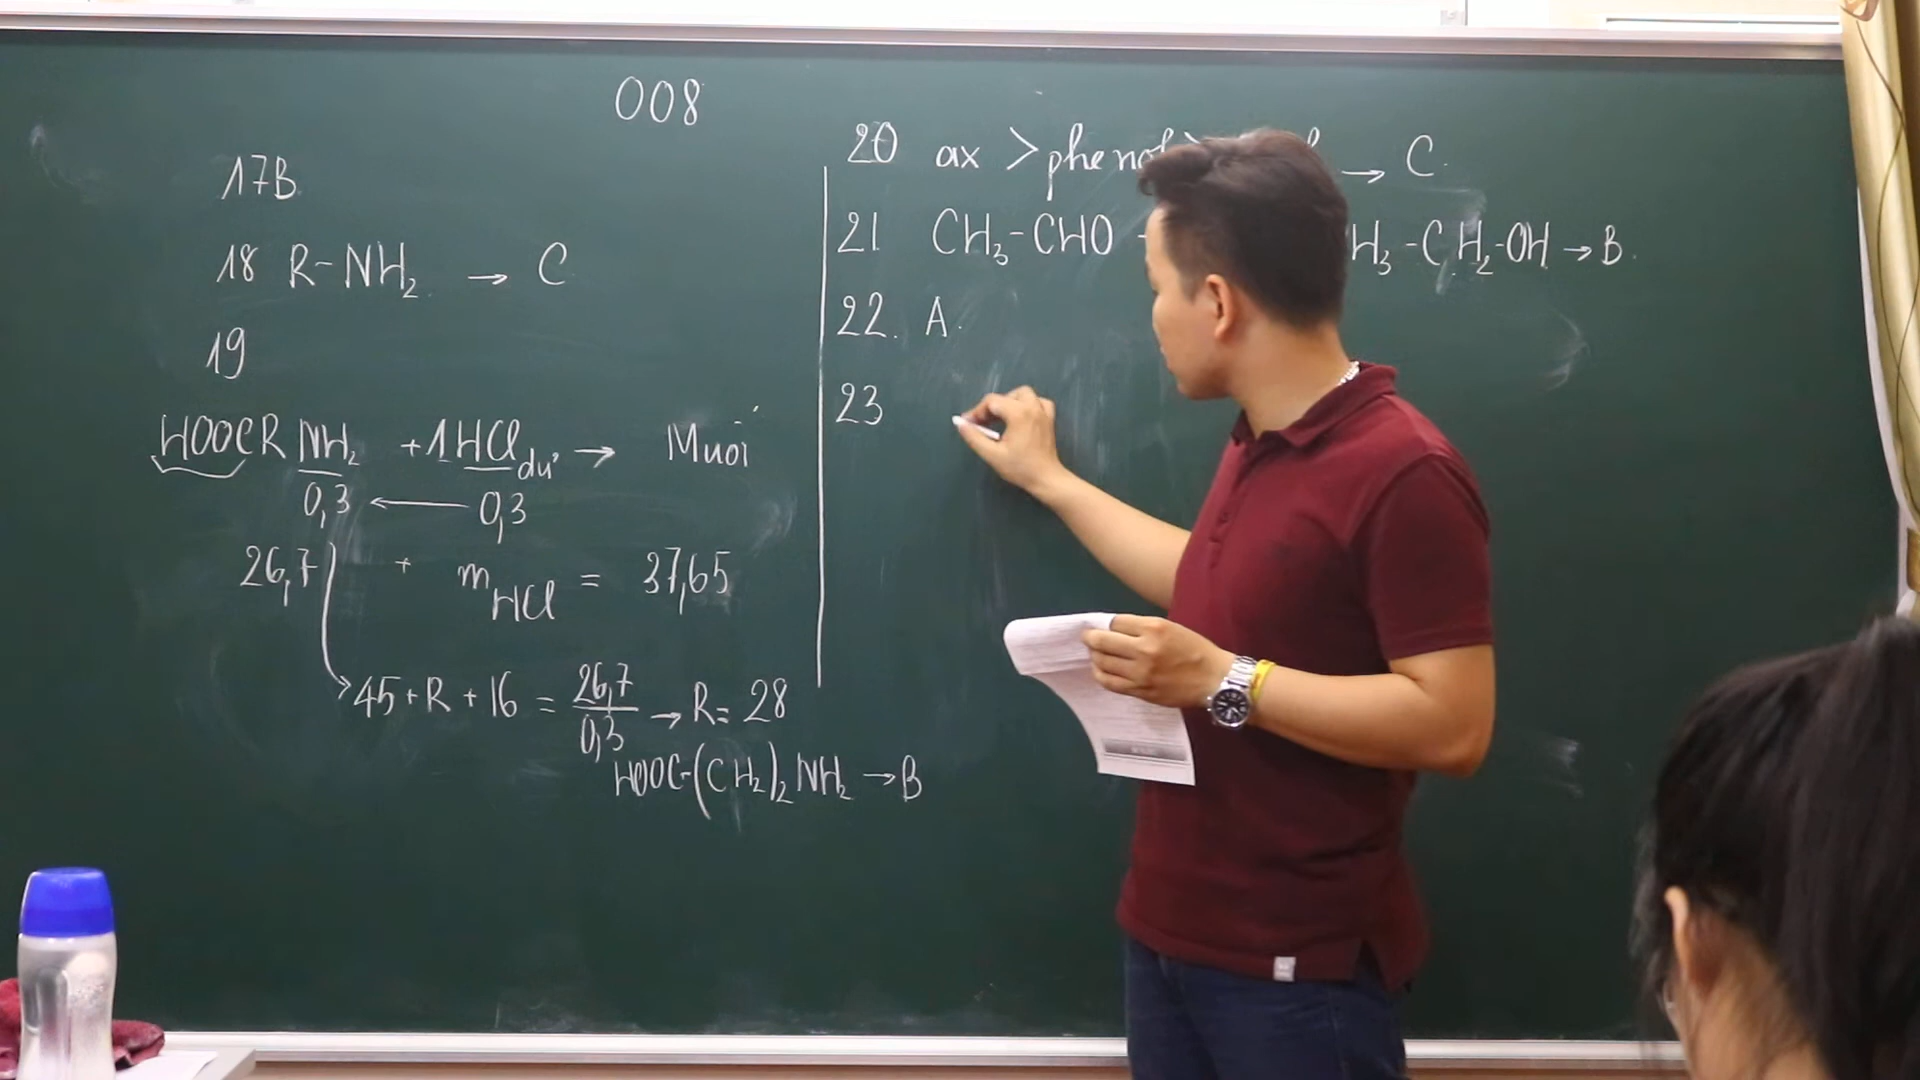 008
17B
18 R-NH₂ → C
19
HOOCRNH₂ +1HCl dư → Muối
0,3 ← 0,3
26,7 + mHCl = 37,65
45+R+16 = 26,7/0,3 → R= 28
HOOC-(CH₂)₂NH₂ → B
20 ax > phenol > → C
21 CH₃-CHO H₃-CH₂-OH → B
22. A.
23